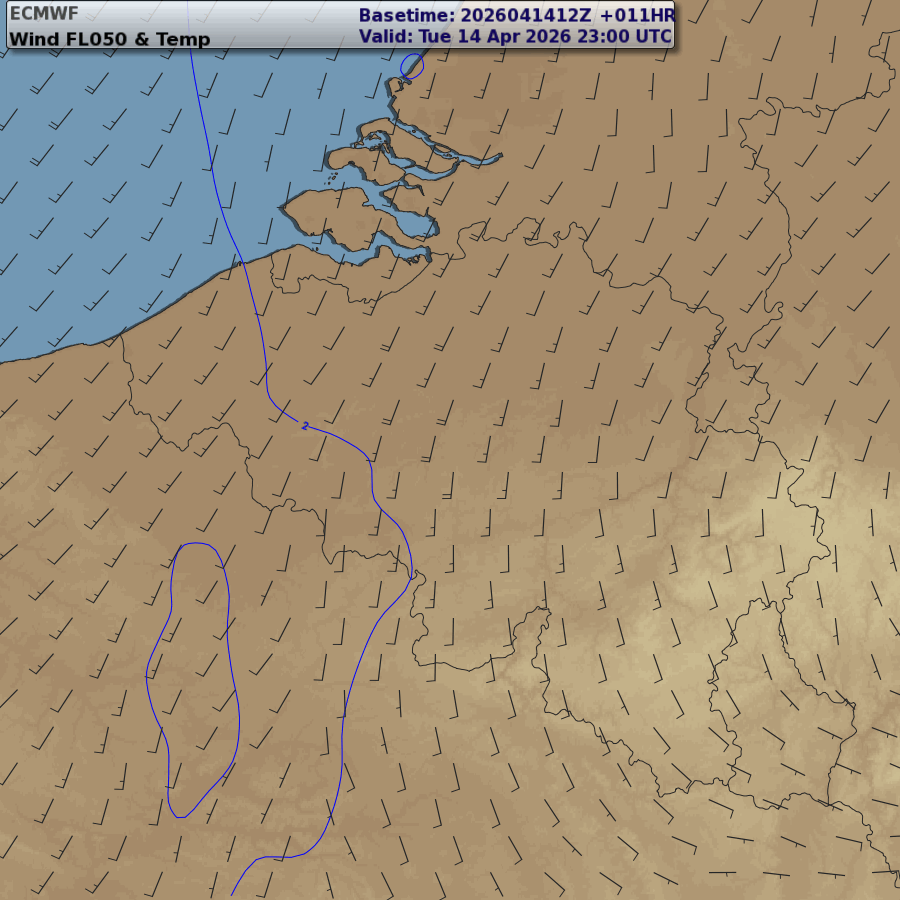 ECMWF
Basetime: 2026041412Z +011HR
Wind FL050 & Temp
Valid: Tue 14 Apr 2026 23:00 UTC
2